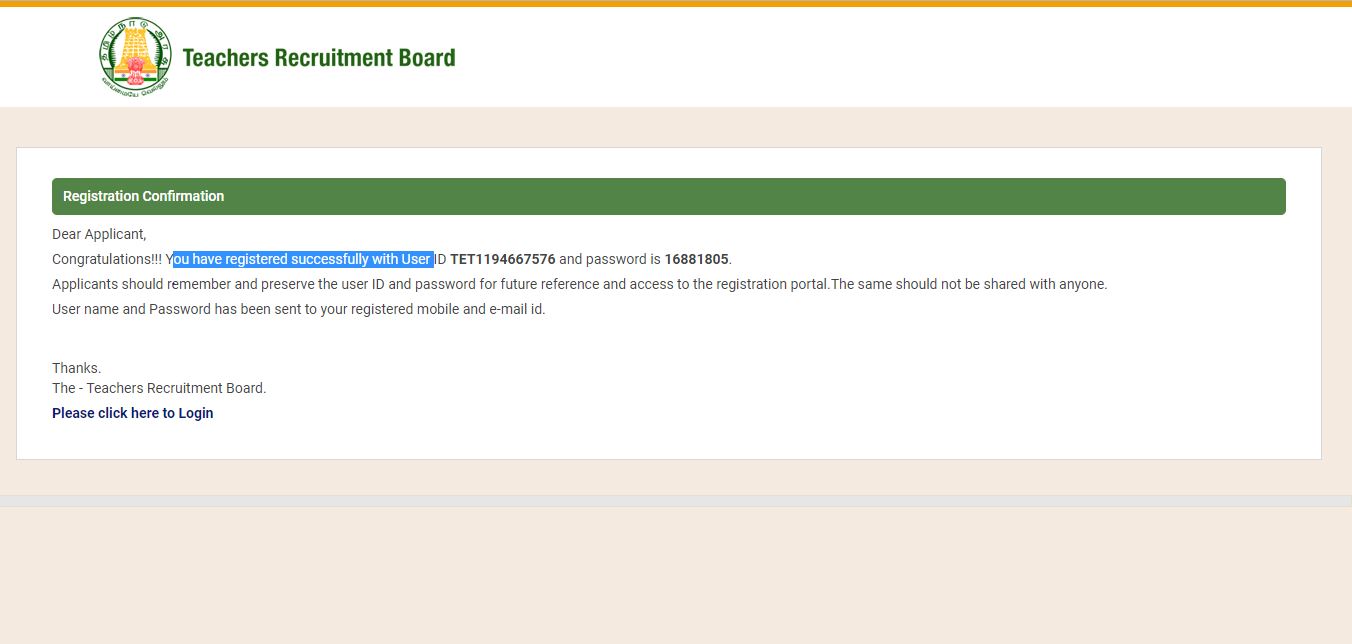 தமிழ்நாடு அரசு
வாய்மையே வெல்லும்
Teachers Recruitment Board
Registration Confirmation
Dear Applicant,
Congratulations!!! You have registered successfully with User ID TET1194667576 and password is 16881805.
Applicants should remember and preserve the user ID and password for future reference and access to the registration portal.The same should not be shared with anyone.
User name and Password has been sent to your registered mobile and e-mail id.
Thanks.
The - Teachers Recruitment Board.
Please click here to Login